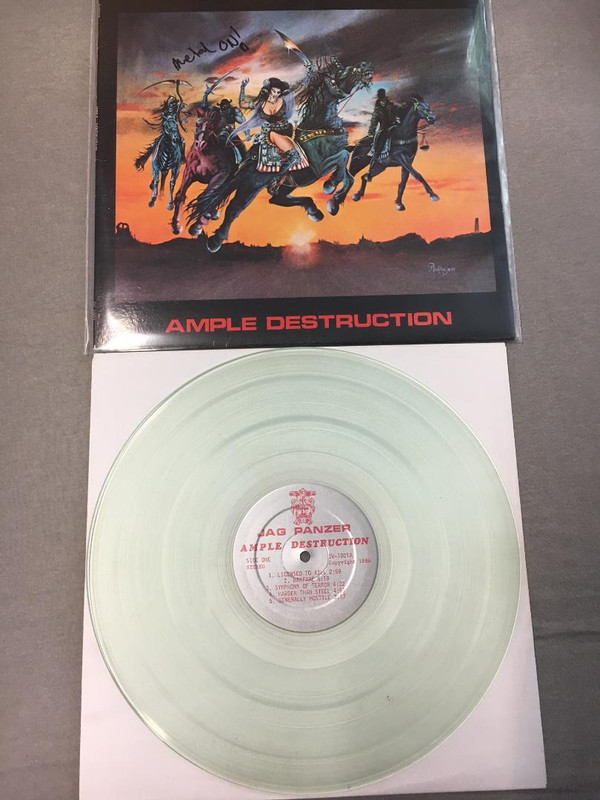 metal ON!
AMPLE DESTRUCTION
JAG PANZER
AMPLE DESTRUCTION
SIDE ONE
STEREO
Copyright 1984
1. LICENSED TO KILL
2. WARFARE
3. SYMPHONY OF TERROR
4. HARDER THAN STEEL
5. GENERALLY HOSTILE